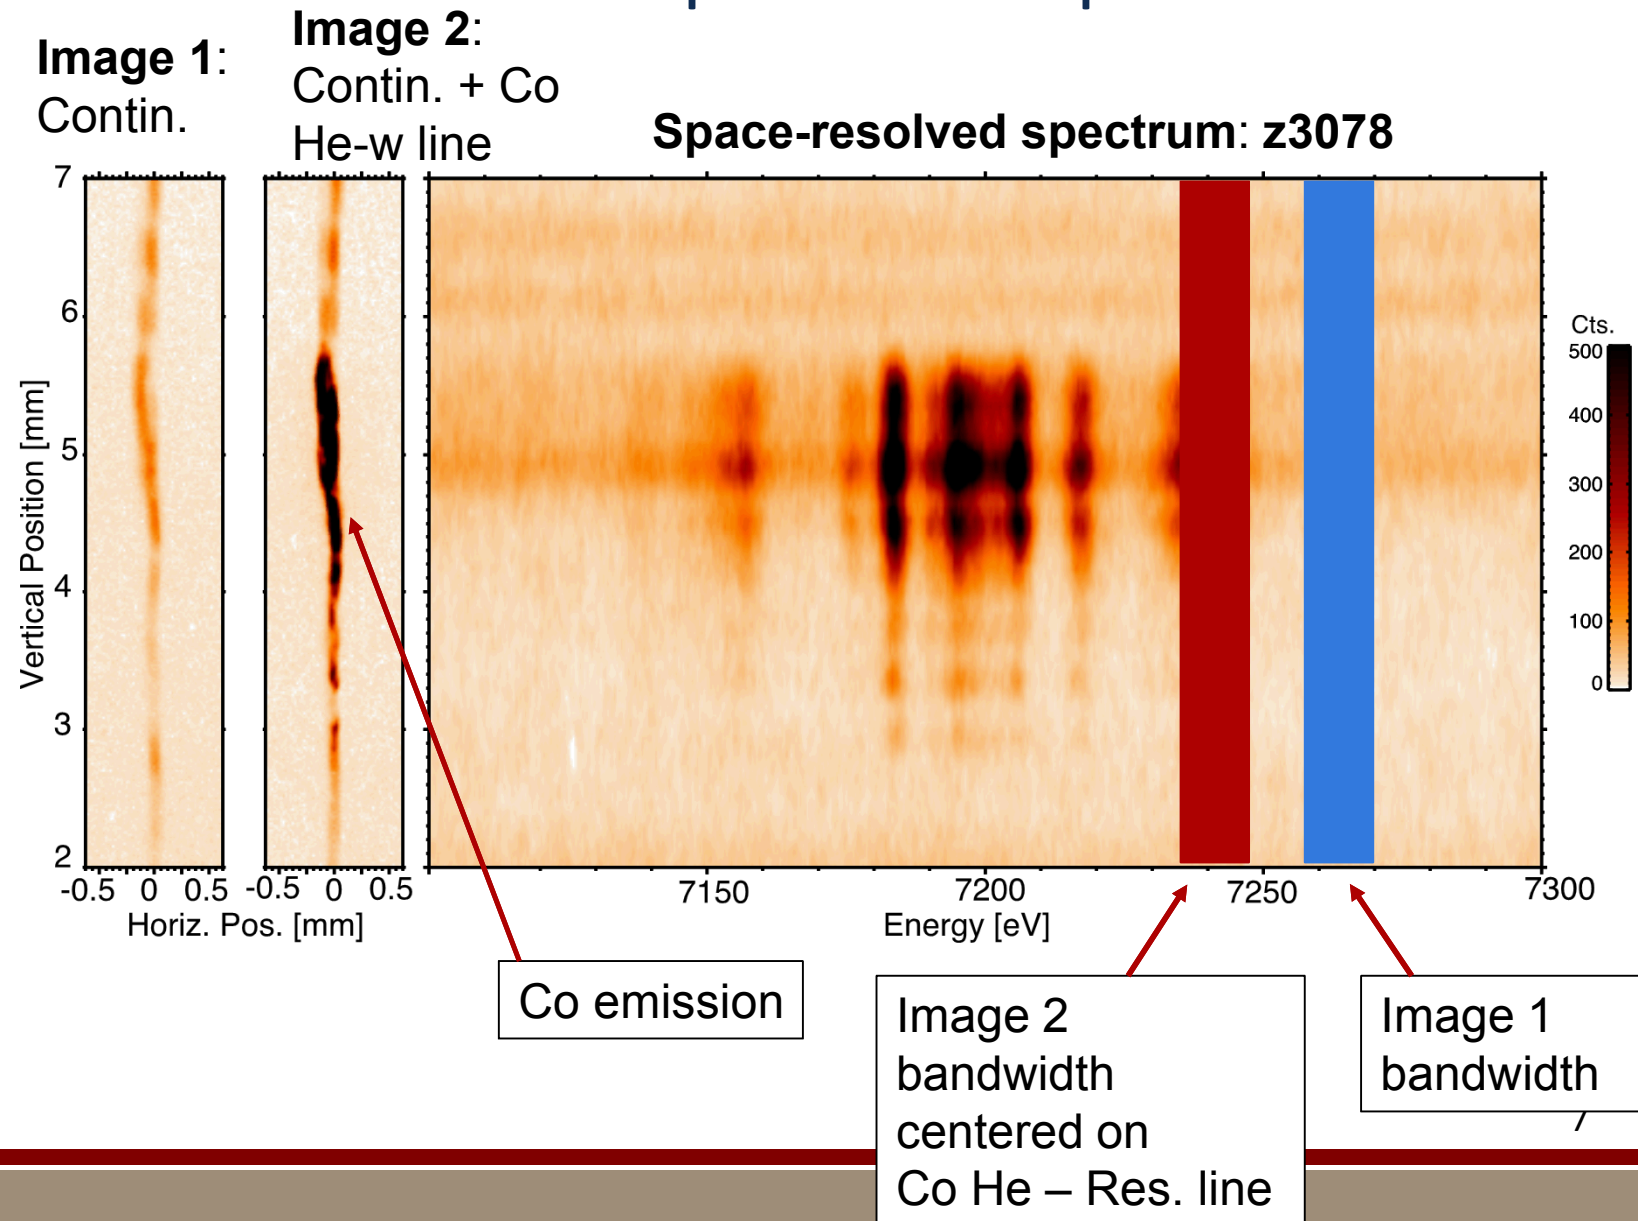 Image 1:
Contin.
Image 2:
Contin. + Co
He-w line
Space-resolved spectrum: z3078
7
6
5
4
3
2
Vertical Position [mm]
-0.5 0 0.5
-0.5 0 0.5
Horiz. Pos. [mm]
7150
7200
7250
7300
Energy [eV]
Cts.
500
400
300
200
100
0
Co emission
Image 2
bandwidth
centered on
Co He – Res. line
Image 1
bandwidth